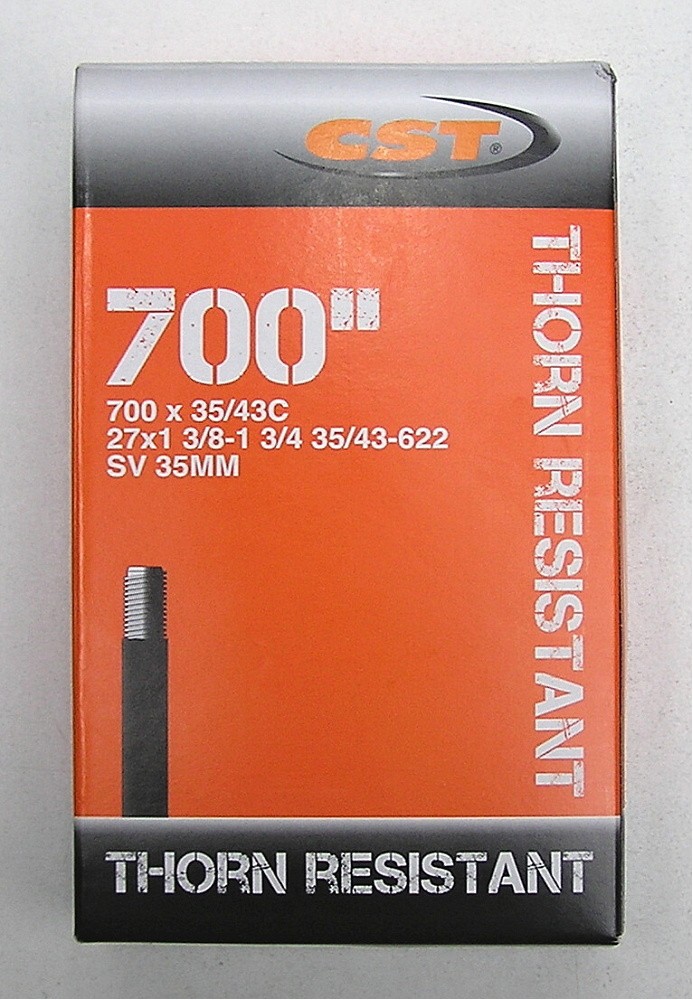 CST®
700"
700 x 35/43C
27x1 3/8-1 3/4 35/43-622
SV 35MM
THORN RESISTANT
THORN RESISTANT